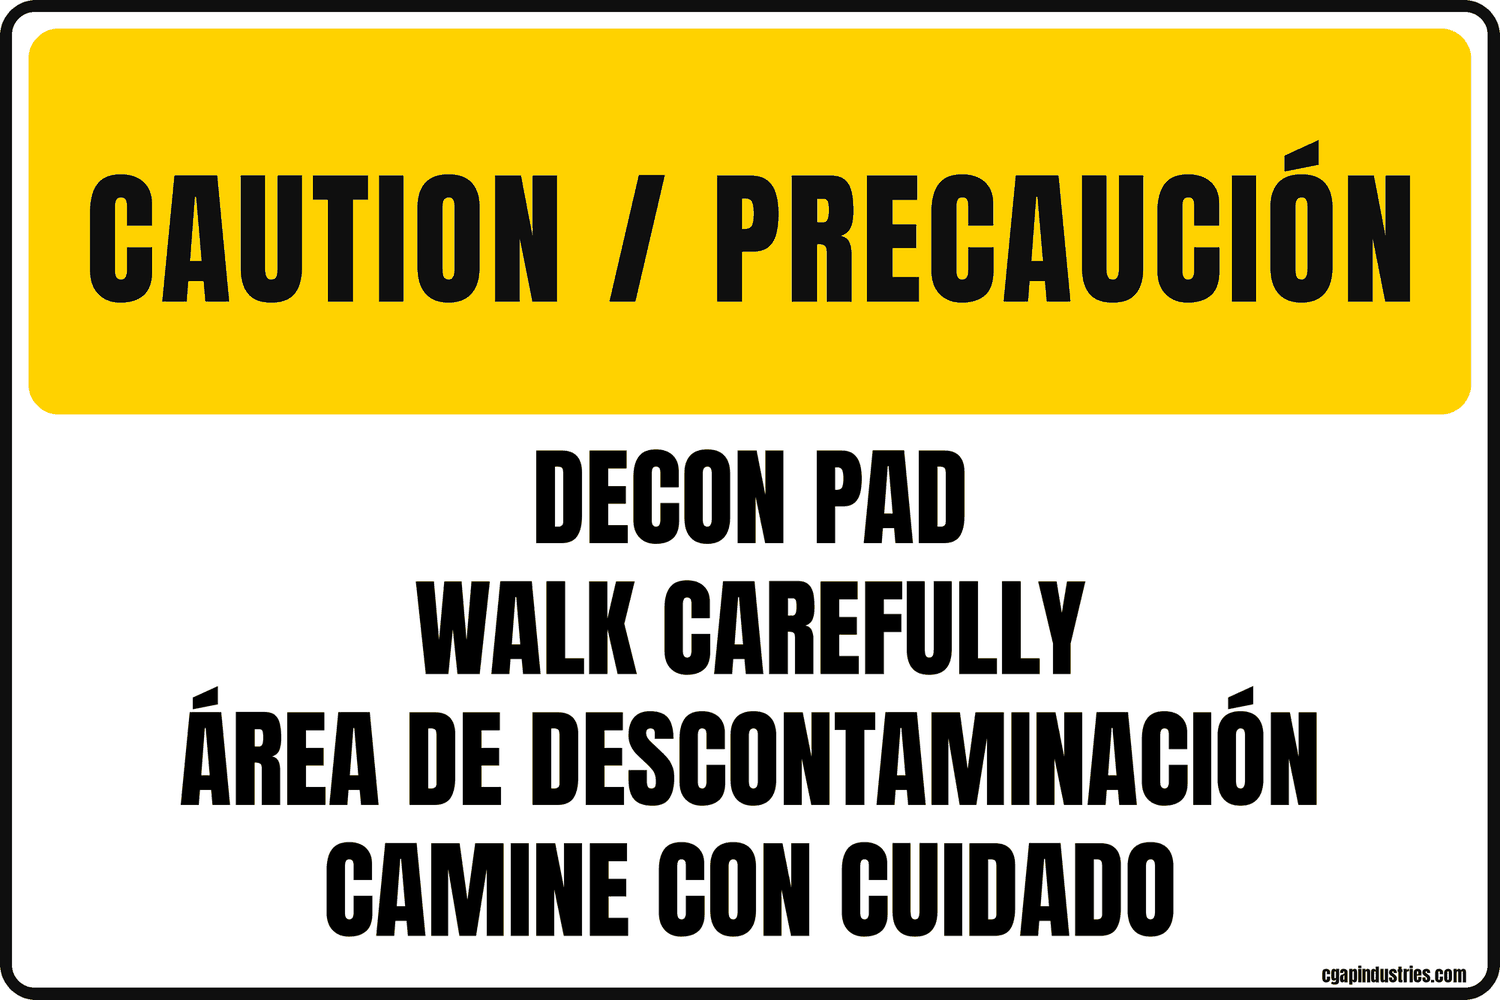 CAUTION / PRECAUCIÓN
DECON PAD
WALK CAREFULLY
ÁREA DE DESCONTAMINACIÓN
CAMINE CON CUIDADO
cgapindustries.com